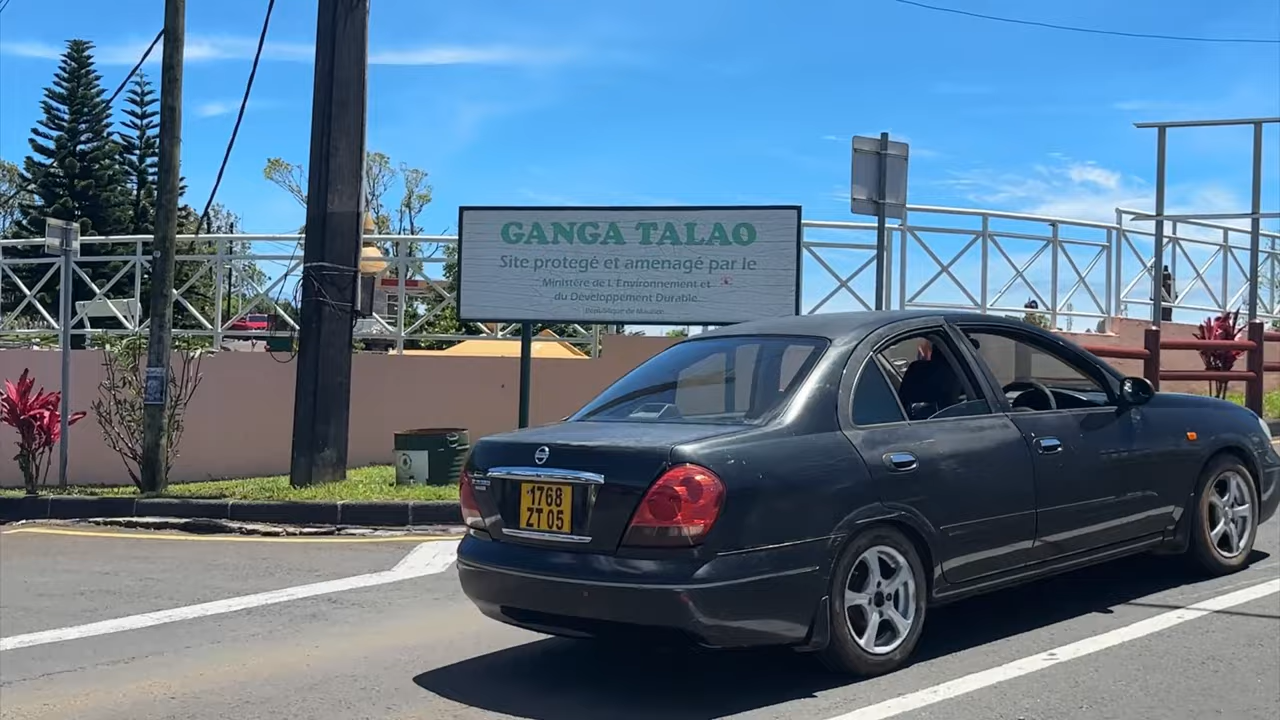 GANGA TALAO
Site protegé et amenagé par le
Ministère de L'Environnement et
du Développement Durable
République de Maurice
1768
ZT 05